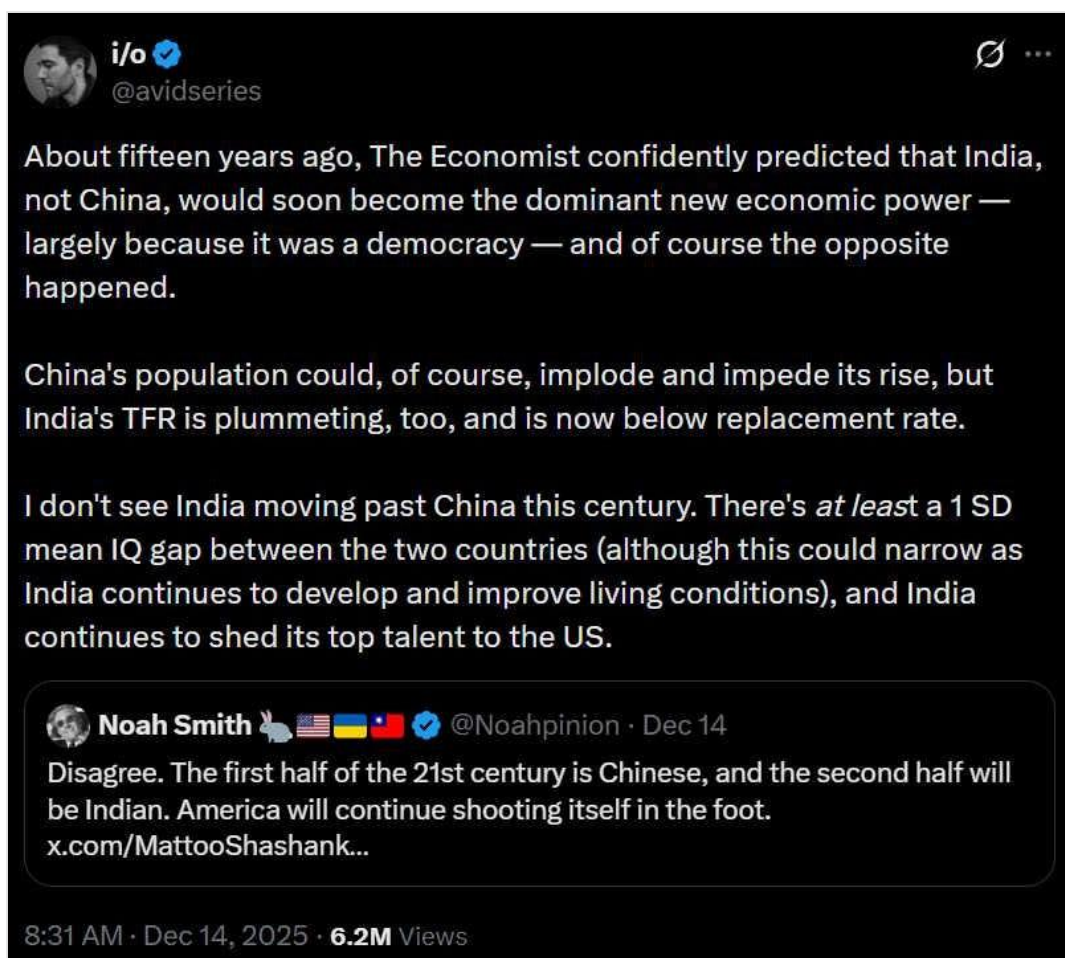 i/o
@avidseries
About fifteen years ago, The Economist confidently predicted that India,
not China, would soon become the dominant new economic power —
largely because it was a democracy — and of course the opposite
happened.
China's population could, of course, implode and impede its rise, but
India's TFR is plummeting, too, and is now below replacement rate.
I don't see India moving past China this century. There's at least a 1 SD
mean IQ gap between the two countries (although this could narrow as
India continues to develop and improve living conditions), and India
continues to shed its top talent to the US.
Noah Smith 🐇🇺🇸🇺🇦🇹🇼 @Noahpinion · Dec 14
Disagree. The first half of the 21st century is Chinese, and the second half will
be Indian. America will continue shooting itself in the foot.
x.com/MattooShashank...
8:31 AM · Dec 14, 2025 · 6.2M Views